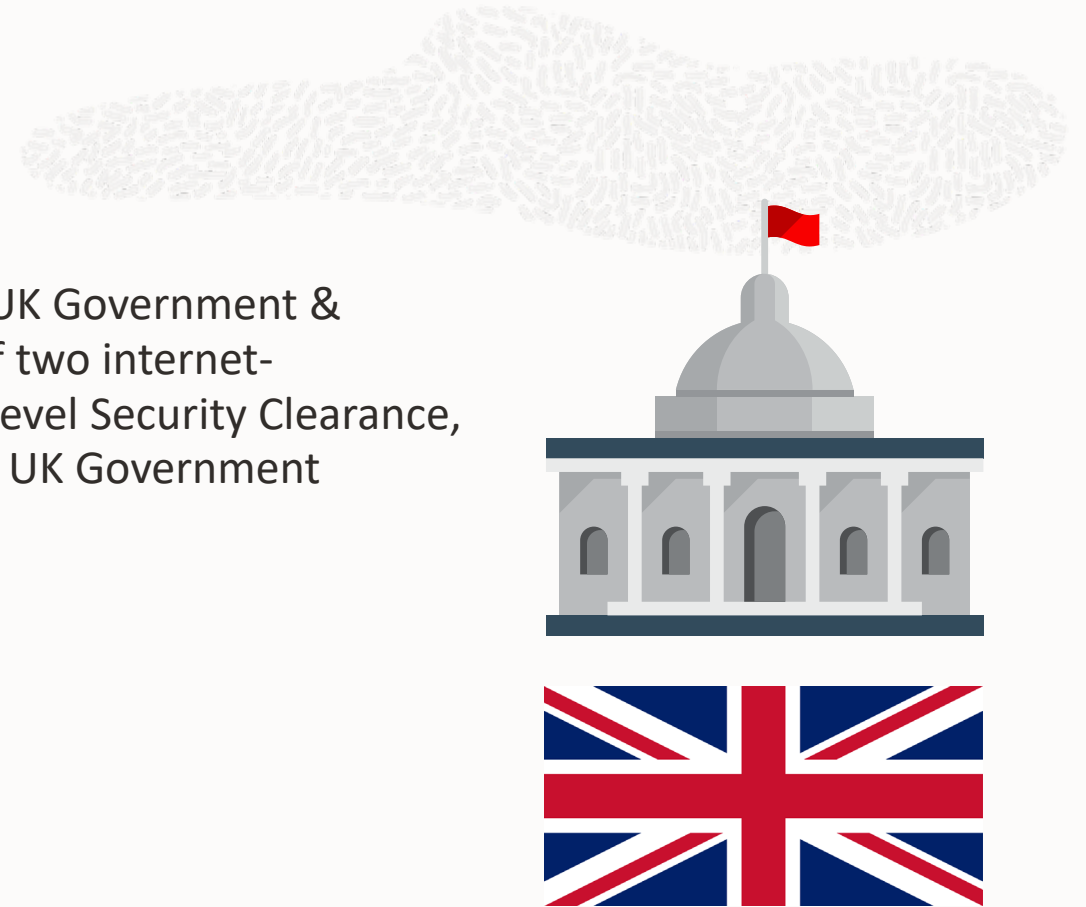 UK Government &
two internet-
evel Security Clearance,
UK Government